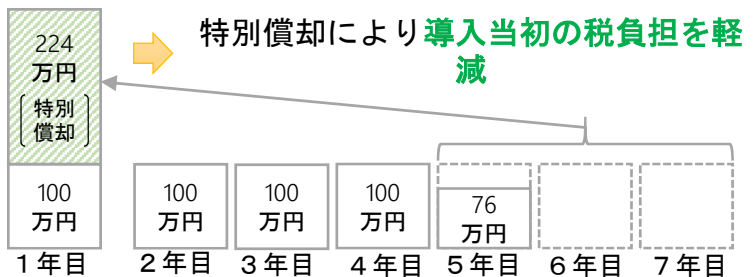 特別償却により導入当初の税負担を軽
減
224
万円
特別
償却
100
万円
100
万円
100
万円
100
万円
76
万円
1年目
2年目
3年目
4年目
5年目
6年目
7年目